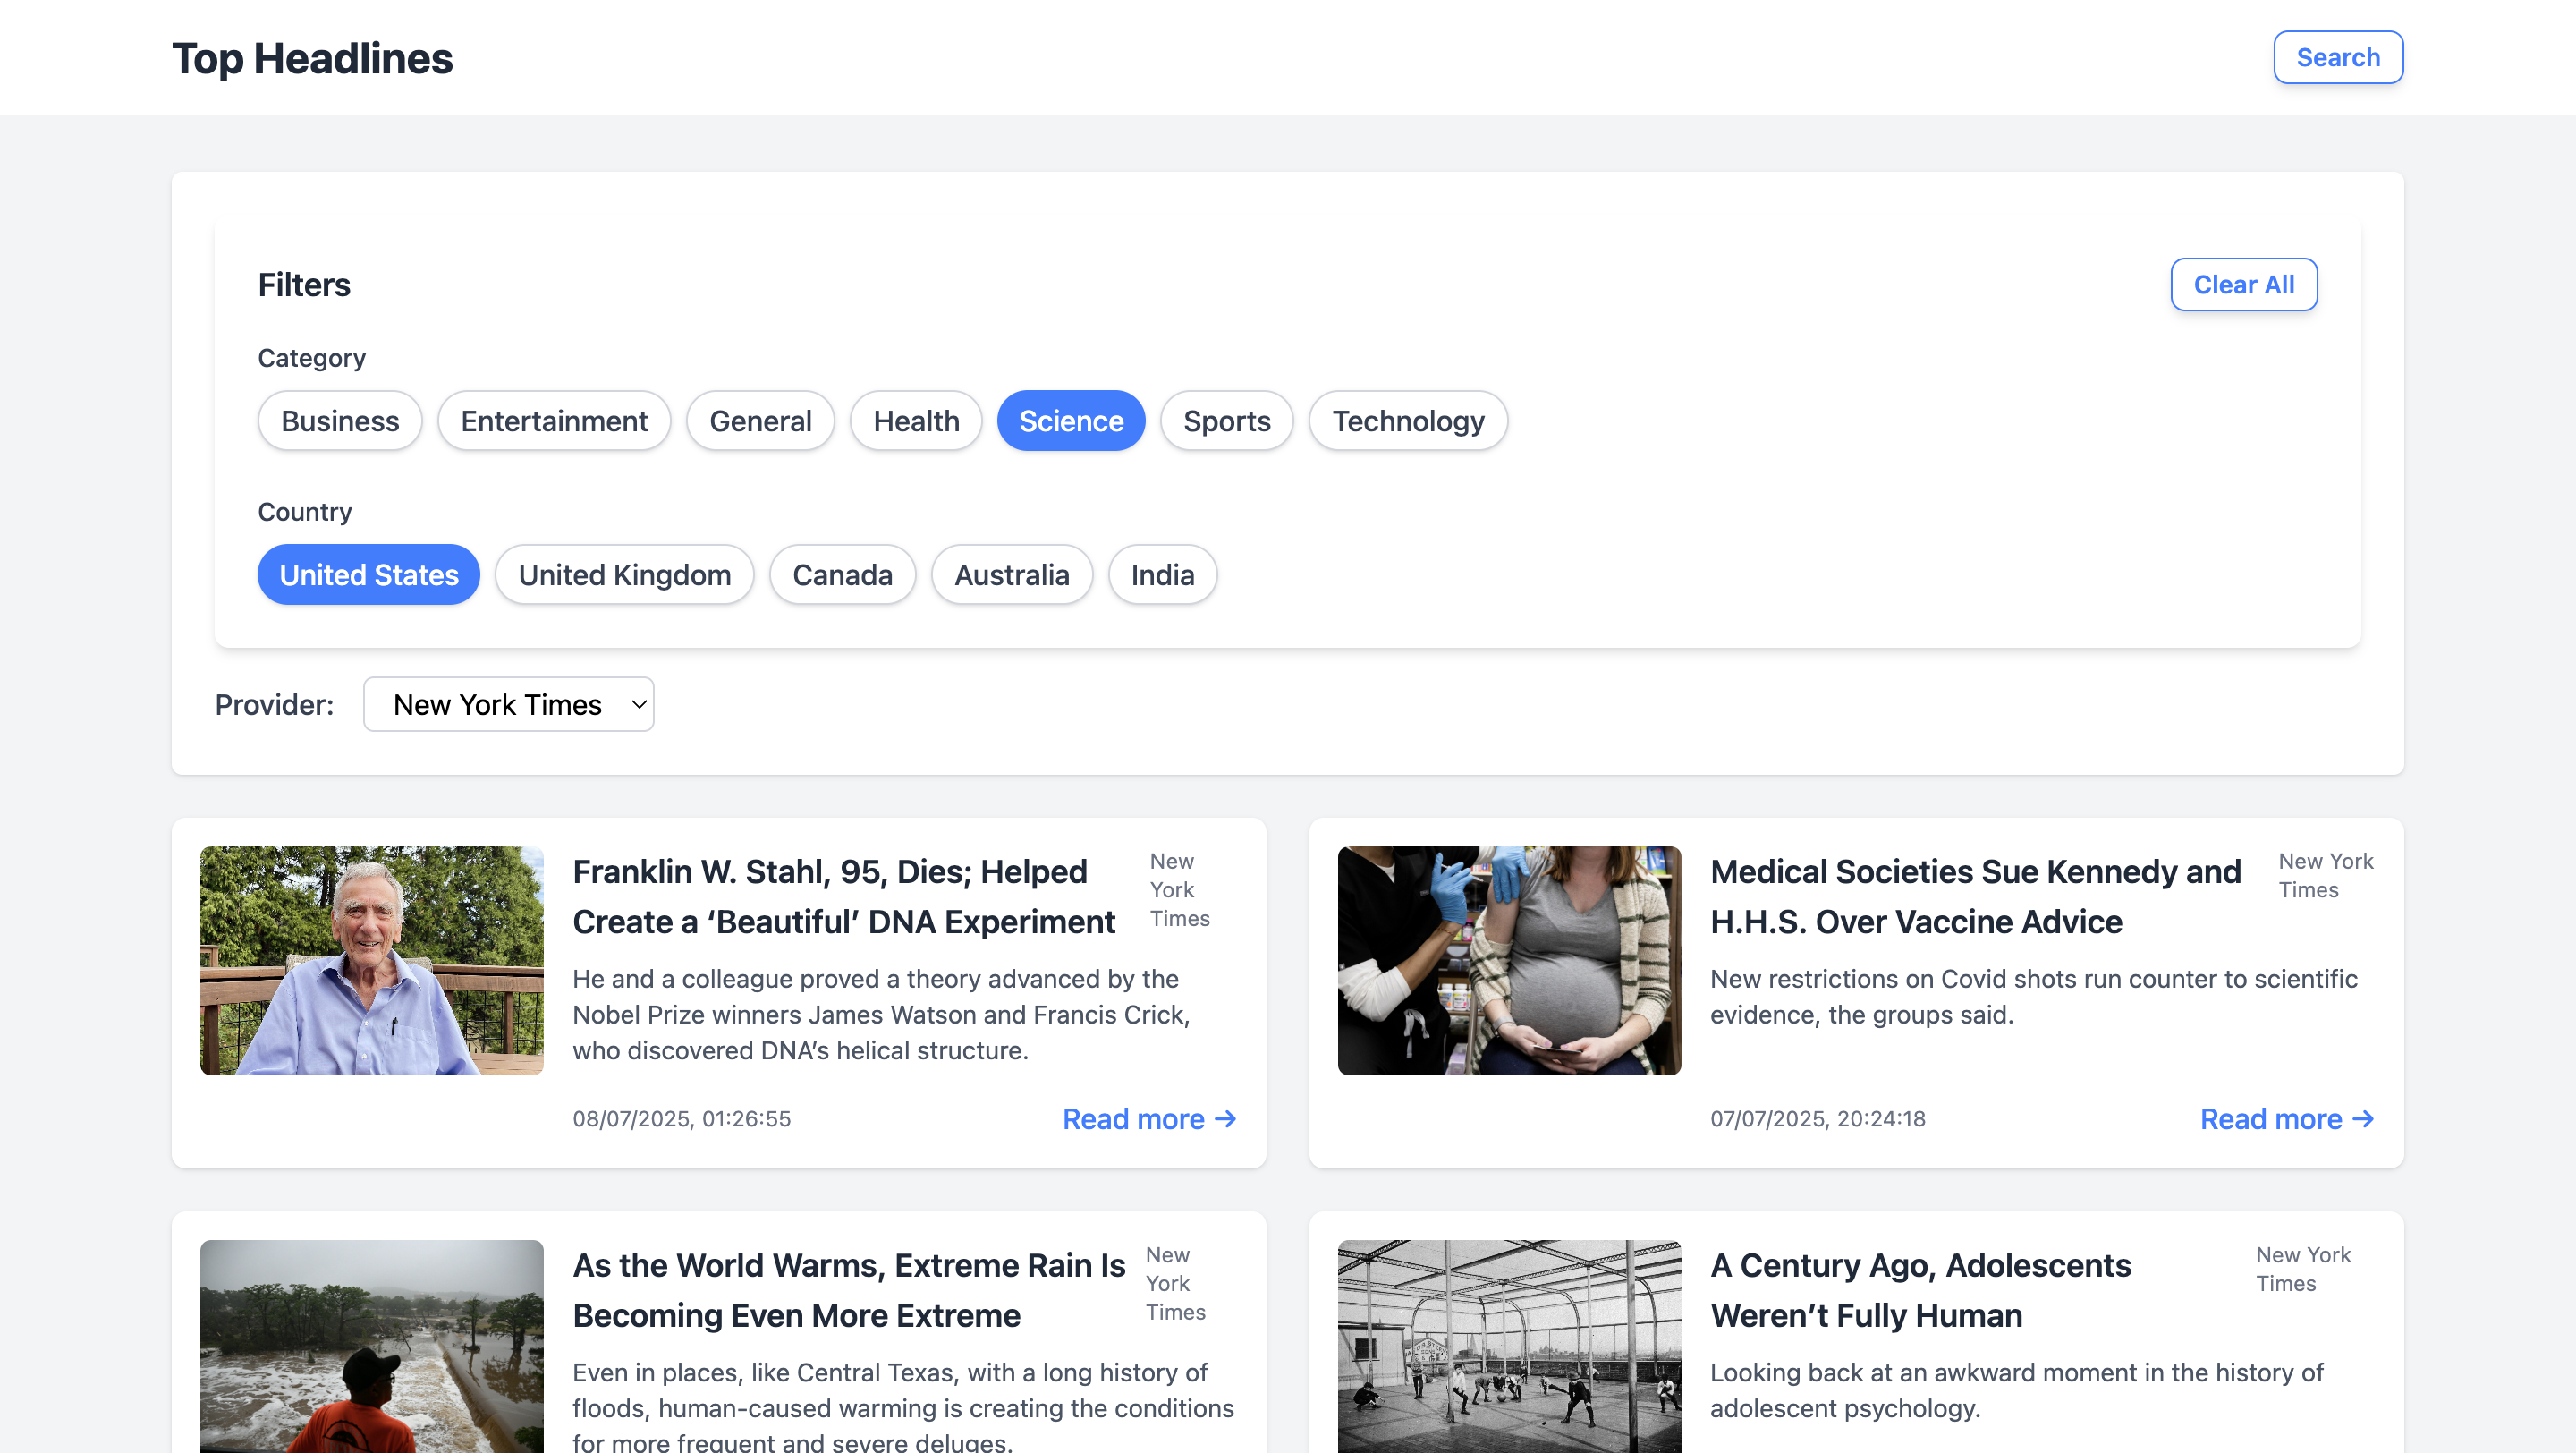 Top Headlines
Search
Filters
Clear All
Category
Business
Entertainment
General
Health
Science
Sports
Technology
Country
United States
United Kingdom
Canada
Australia
India
Provider:
New York Times
Franklin W. Stahl, 95, Dies; Helped
Create a ‘Beautiful’ DNA Experiment
New
York
Times
He and a colleague proved a theory advanced by the
Nobel Prize winners James Watson and Francis Crick,
who discovered DNA’s helical structure.
08/07/2025, 01:26:55
Read more →
Medical Societies Sue Kennedy and
H.H.S. Over Vaccine Advice
New York
Times
New restrictions on Covid shots run counter to scientific
evidence, the groups said.
07/07/2025, 20:24:18
Read more →
As the World Warms, Extreme Rain Is
Becoming Even More Extreme
New
York
Times
Even in places, like Central Texas, with a long history of
floods, human-caused warming is creating the conditions
for more frequent and severe deluges.
A Century Ago, Adolescents
Weren’t Fully Human
New York
Times
Looking back at an awkward moment in the history of
adolescent psychology.